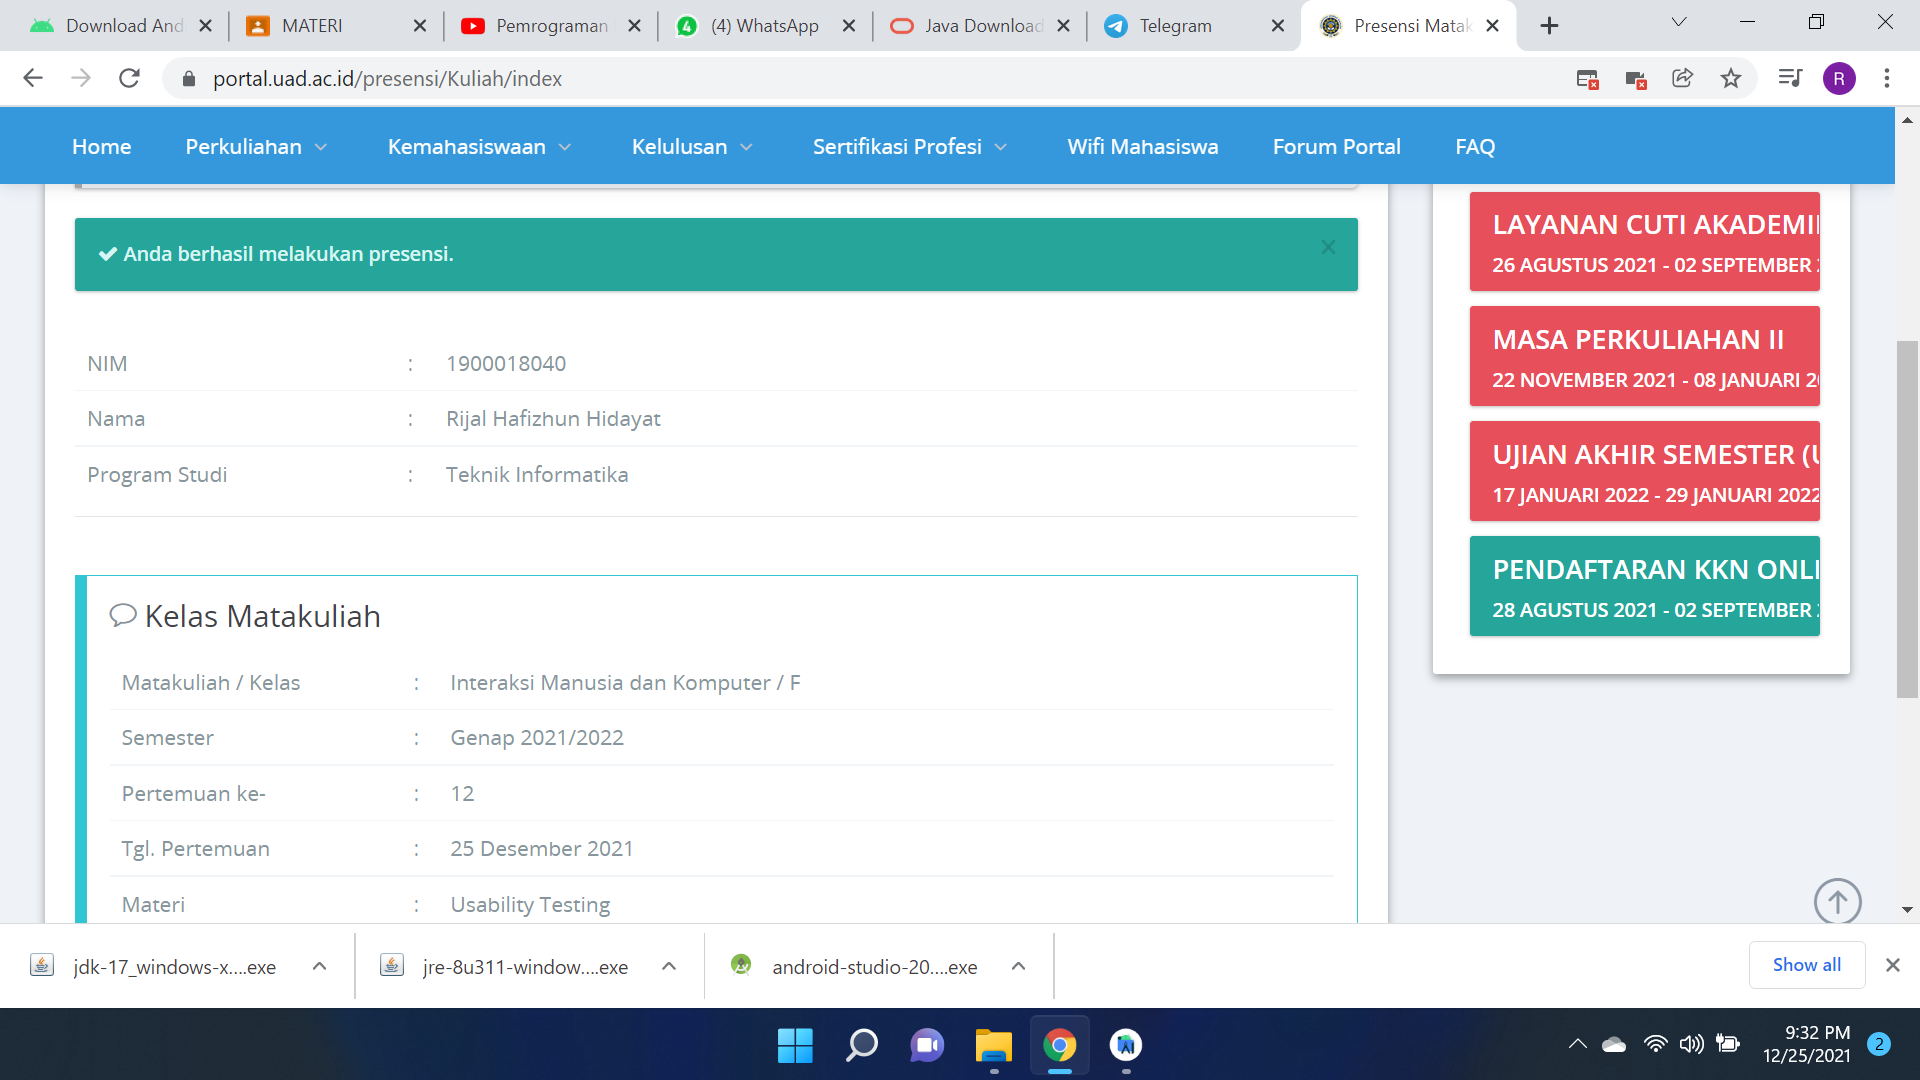 Download And
MATERI
Pemrograman
(4) WhatsApp
Java Download
Telegram
Presensi Matak
portal.uad.ac.id/presensi/Kuliah/index
R
Home
Perkuliahan
Kemahasiswaan
Kelulusan
Sertifikasi Profesi
Wifi Mahasiswa
Forum Portal
FAQ
Anda berhasil melakukan presensi.
NIM : 1900018040
Nama : Rijal Hafizhun Hidayat
Program Studi : Teknik Informatika
Kelas Matakuliah
Matakuliah / Kelas : Interaksi Manusia dan Komputer / F
Semester : Genap 2021/2022
Pertemuan ke- : 12
Tgl. Pertemuan : 25 Desember 2021
Materi : Usability Testing
LAYANAN CUTI AKADEMI
26 AGUSTUS 2021 - 02 SEPTEMBER
MASA PERKULIAHAN II
22 NOVEMBER 2021 - 08 JANUARI 20
UJIAN AKHIR SEMESTER (U
17 JANUARI 2022 - 29 JANUARI 2022
PENDAFTARAN KKN ONLI
28 AGUSTUS 2021 - 02 SEPTEMBER
jdk-17_windows-x....exe
jre-8u311-window....exe
android-studio-20....exe
Show all
9:32 PM
12/25/2021
2